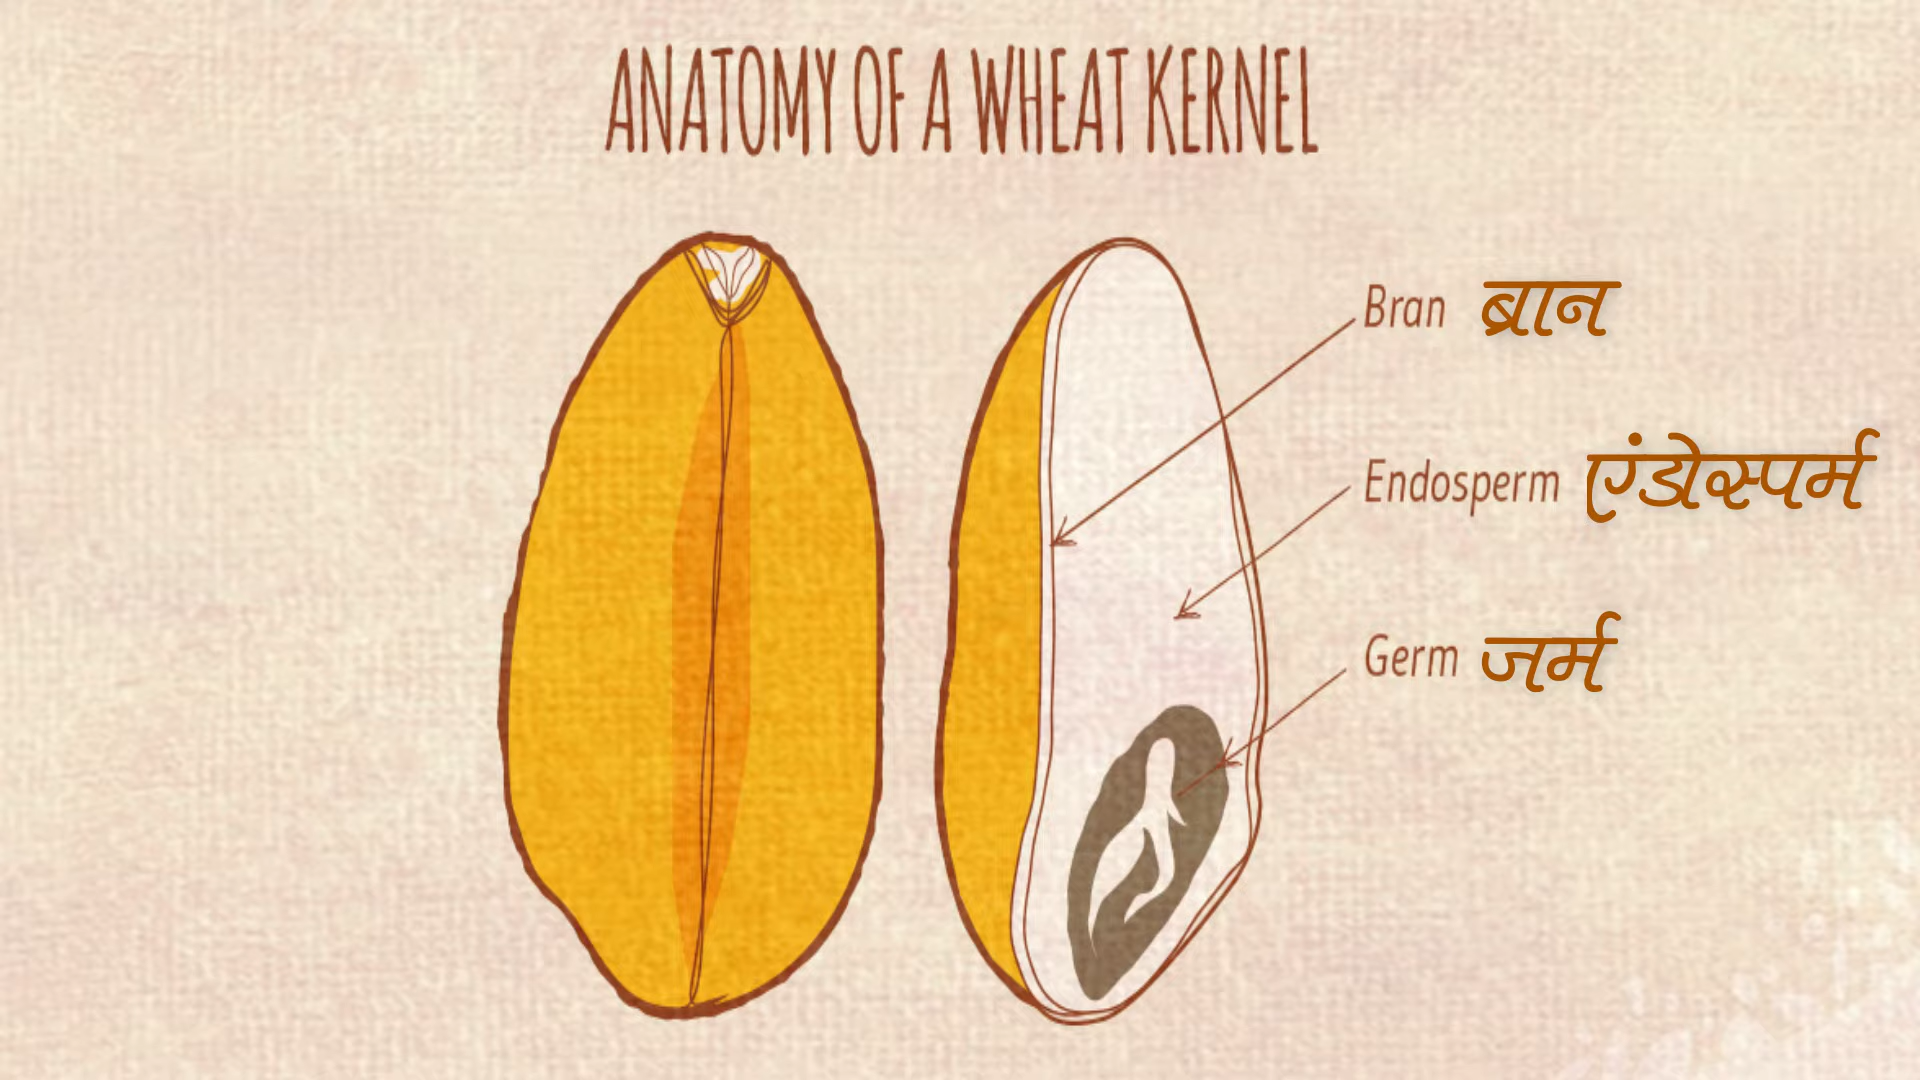 ANATOMY OF A WHEAT KERNEL
Bran ब्रान
Endosperm एंडोस्पर्म
Germ जर्म